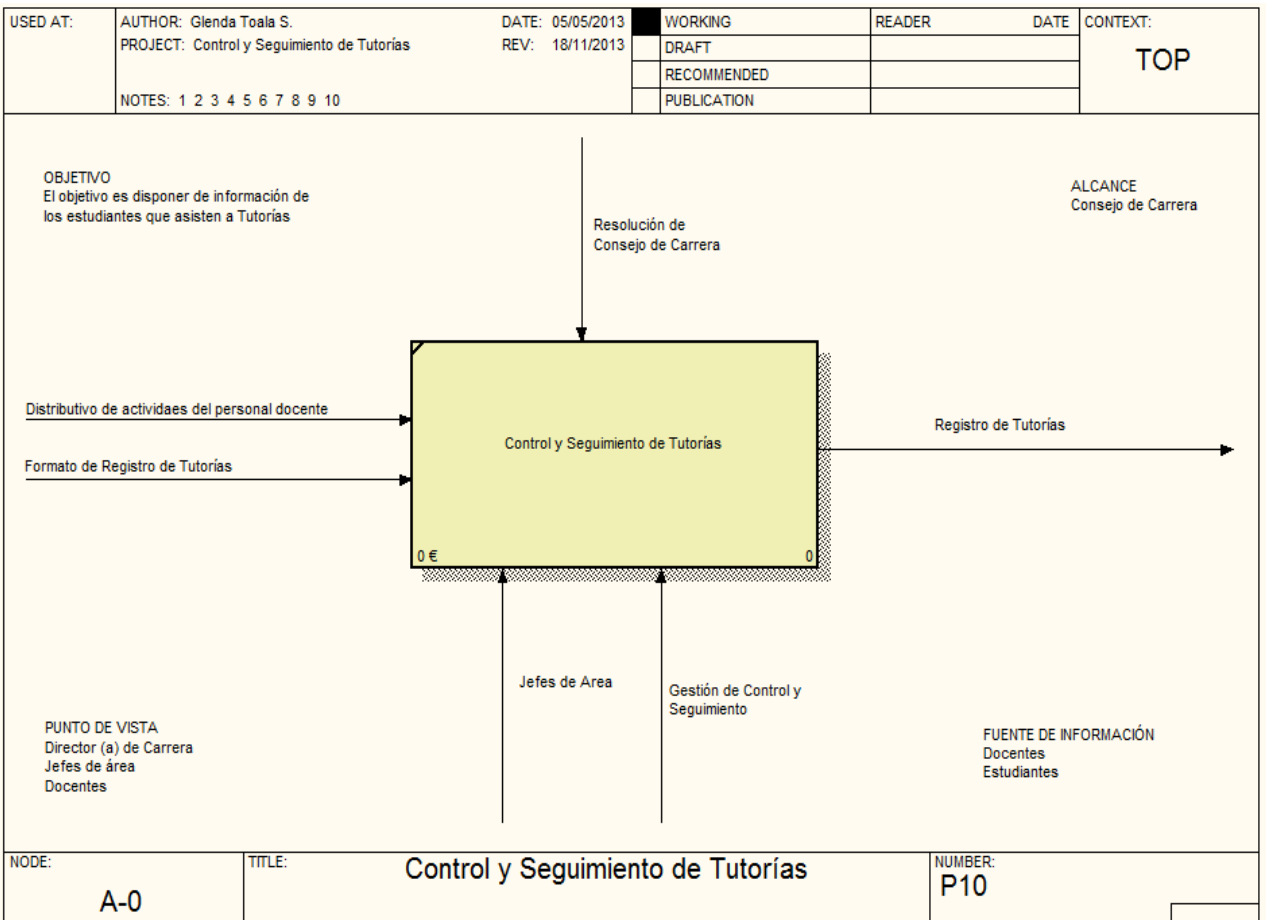 USED AT:
AUTHOR: Glenda Toala S.
DATE: 05/05/2013
PROJECT: Control y Seguimiento de Tutorías
REV: 18/11/2013
NOTES: 1 2 3 4 5 6 7 8 9 10
WORKING
DRAFT
RECOMMENDED
PUBLICATION
READER
DATE
CONTEXT:
TOP
OBJETIVO
El objetivo es disponer de información de
los estudiantes que asisten a Tutorías
Resolución de
Consejo de Carrera
ALCANCE
Consejo de Carrera
Distributivo de actividaes del personal docente
Formato de Registro de Tutorías
Control y Seguimiento de Tutorías
0 €
0
Registro de Tutorías
Jefes de Area
Gestión de Control y
Seguimiento
PUNTO DE VISTA
Director (a) de Carrera
Jefes de área
Docentes
FUENTE DE INFORMACIÓN
Docentes
Estudiantes
NODE:
A-0
TITLE:
Control y Seguimiento de Tutorías
NUMBER:
P10